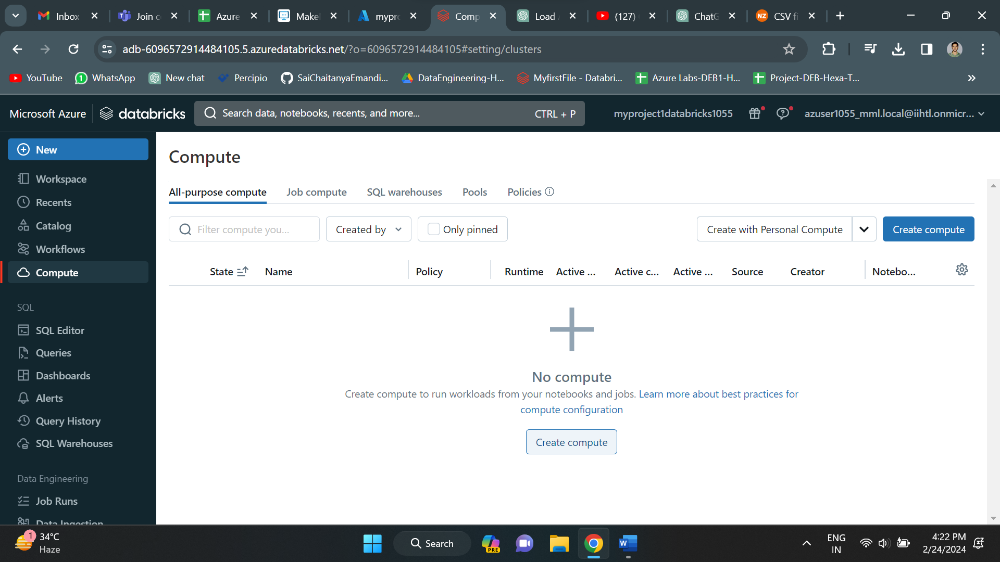 Inbox
Join c
Azure
Make
mypr
Comp
Load
(127)
ChatG
CSV fi
adb-6096572914484105.5.azuredatabricks.net/?o=6096572914484105#setting/clusters
YouTube
WhatsApp
New chat
Percipio
SaiChaitanyaEmandi...
DataEngineering-H...
MyfirstFile - Databri...
Azure Labs-DEB1-H...
Project-DEB-Hexa-T...
Microsoft Azure
databricks
Search data, notebooks, recents, and more...
CTRL + P
myproject1databricks1055
azuser1055_mml.local@iihtl.onmicr...
New
Workspace
Recents
Catalog
Workflows
Compute
SQL
SQL Editor
Queries
Dashboards
Alerts
Query History
SQL Warehouses
Data Engineering
Job Runs
Data Ingestion
Compute
All-purpose compute
Job compute
SQL warehouses
Pools
Policies
Filter compute you...
Created by
Only pinned
Create with Personal Compute
Create compute
State
Name
Policy
Runtime
Active ...
Active c...
Active ...
Source
Creator
Notebo...
No compute
Create compute to run workloads from your notebooks and jobs. Learn more about best practices for
compute configuration
Create compute
1
34°C
Haze
Search
PRE
ENG
IN
4:22 PM
2/24/2024